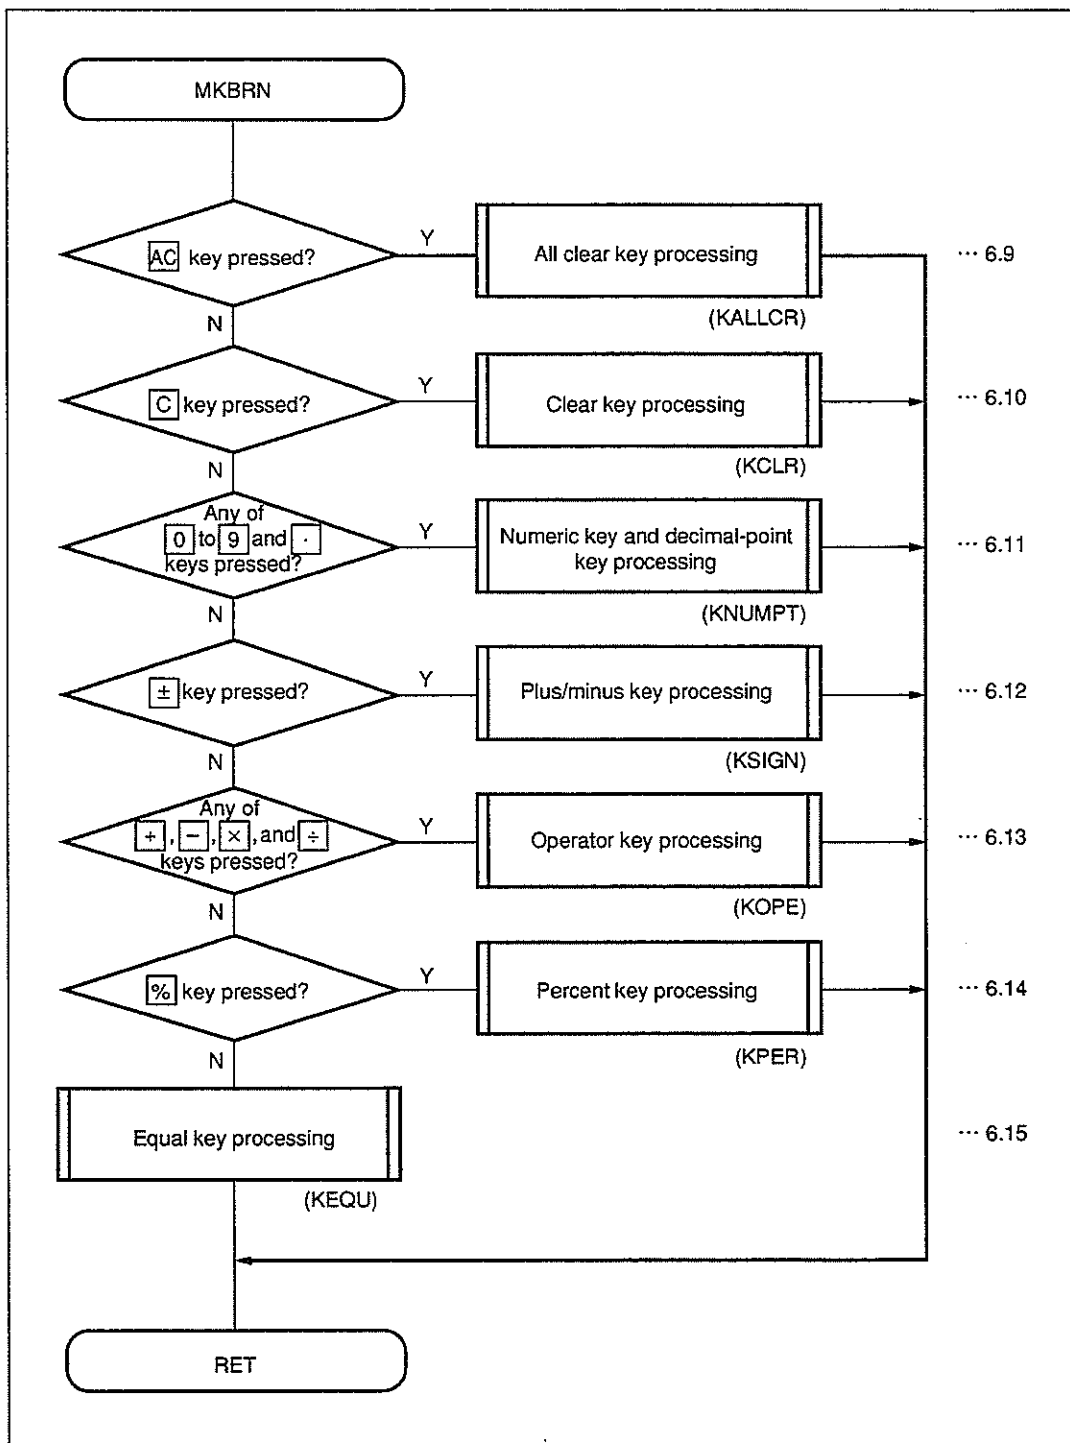 MKBRN
AC key pressed?
Y
All clear key processing
... 6.9
(KALLCR)
N
C key pressed?
Y
Clear key processing
... 6.10
(KCLR)
N
Any of
0 to 9 and ·
keys pressed?
Y
Numeric key and decimal-point
key processing
... 6.11
(KNUMPT)
N
± key pressed?
Y
Plus/minus key processing
... 6.12
(KSIGN)
N
Any of
+, −, ×, and ÷
keys pressed?
Y
Operator key processing
... 6.13
(KOPE)
N
% key pressed?
Y
Percent key processing
... 6.14
(KPER)
N
Equal key processing
... 6.15
(KEQU)
RET